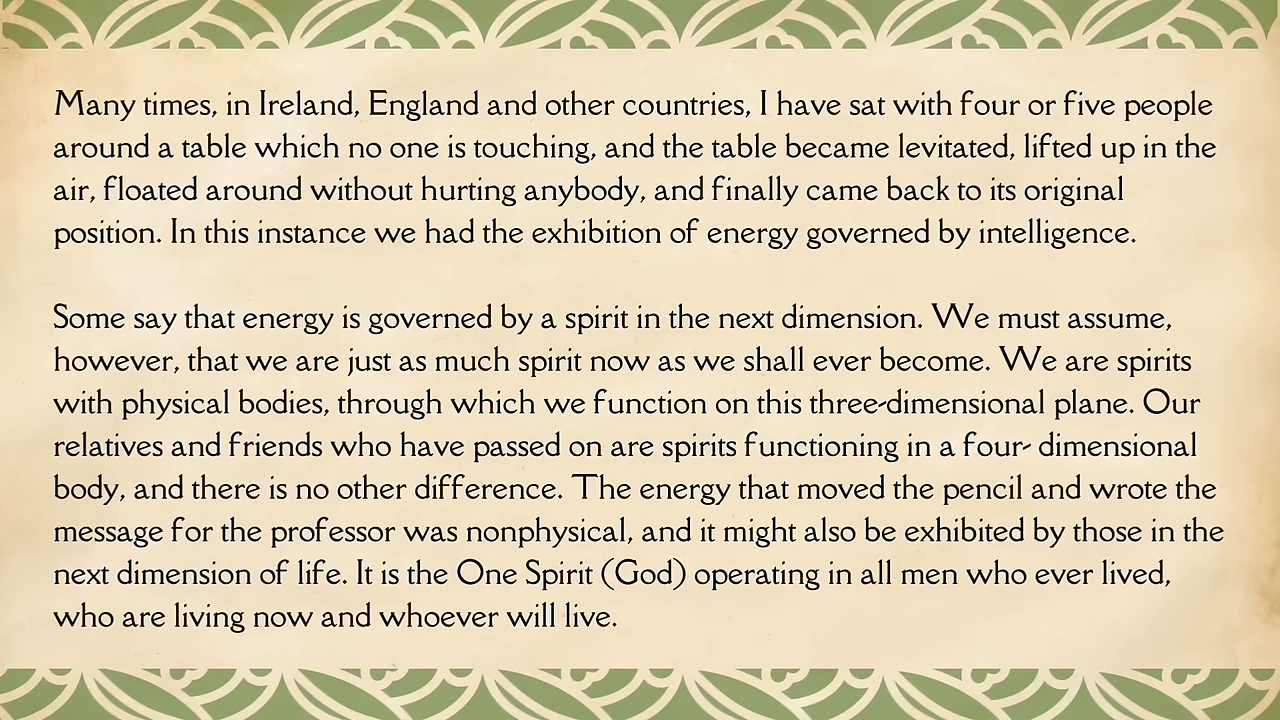 Many times, in Ireland, England and other countries, I have sat with four or five people
around a table which no one is touching, and the table became levitated, lifted up in the
air, floated around without hurting anybody, and finally came back to its original
position. In this instance we had the exhibition of energy governed by intelligence.
Some say that energy is governed by a spirit in the next dimension. We must assume,
however, that we are just as much spirit now as we shall ever become. We are spirits
with physical bodies, through which we function on this three-dimensional plane. Our
relatives and friends who have passed on are spirits functioning in a four- dimensional
body, and there is no other difference. The energy that moved the pencil and wrote the
message for the professor was nonphysical, and it might also be exhibited by those in the
next dimension of life. It is the One Spirit (God) operating in all men who ever lived,
who are living now and whoever will live.